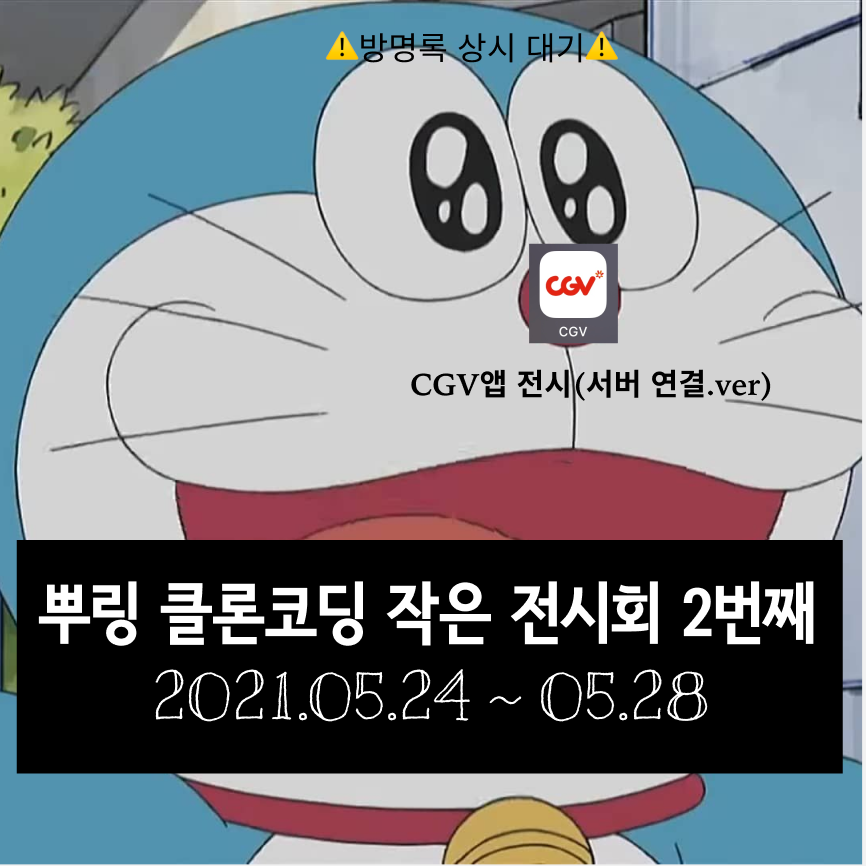 ⚠️방명록 상시 대기⚠️
CGV
CGV
CGV앱 전시(서버 연결.ver)
뿌링 클론코딩 작은 전시회 2번째
2021.05.24 ~ 05.28